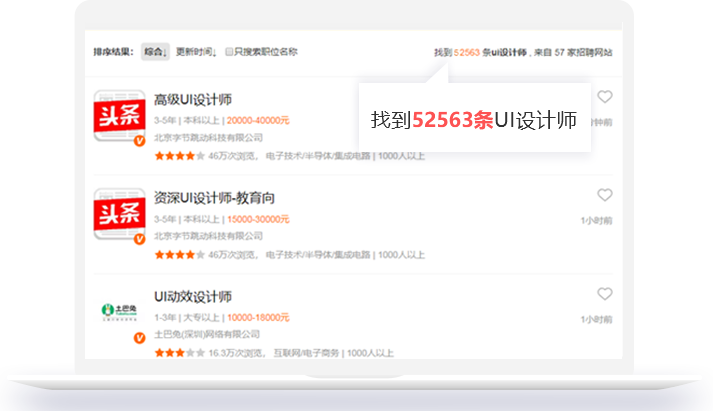 排序结果： 综合↓ 更新时间↓ 只搜索职位名称 找到 52563 条UI设计师，来自 57 家招聘网站
找到52563条UI设计师
头条
高级UI设计师
3-5年 | 本科以上 | 20000-40000元
钟前
北京字节跳动科技有限公司
46万次浏览， 电子技术/半导体/集成电路 | 1000人以上
头条
资深UI设计师-教育向
3-5年 | 本科以上 | 15000-30000元
1小时前
北京字节跳动科技有限公司
46万次浏览， 电子技术/半导体/集成电路 | 1000人以上
土巴兔
UI动效设计师
1-3年 | 大专以上 | 10000-18000元
1小时前
土巴兔(深圳)网络有限公司
16.3万次浏览， 互联网/电子商务 | 1000人以上